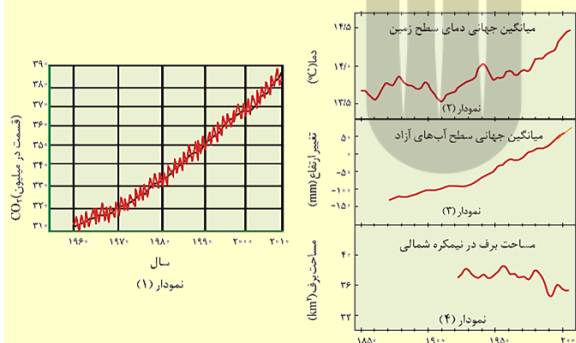 میانگین جهانی دمای سطح زمین
دما(°C)
۱۴/۵
۱۴/۰
۱۳/۵
نمودار (۲)
میانگین جهانی سطح آب‌های آزاد
تغییر ارتفاع (mm)
۵۰
۰
-۵۰
-۱۰۰
-۱۵۰
نمودار (۳)
مساحت برف در نیمکره شمالی
مساحت برف (km²)
۴۰
۳۶
۳۲
نمودار (۴)
۱۸۵۰ ۱۹۰۰ ۱۹۵۰ ۲۰۰
CO₂(قسمت در میلیون)
۳۹۰
۳۸۰
۳۷۰
۳۶۰
۳۵۰
۳۴۰
۳۳۰
۳۲۰
۳۱۰
۱۹۶۰ ۱۹۷۰ ۱۹۸۰ ۱۹۹۰ ۲۰۰۰ ۲۰۱۰
سال
نمودار (۱)